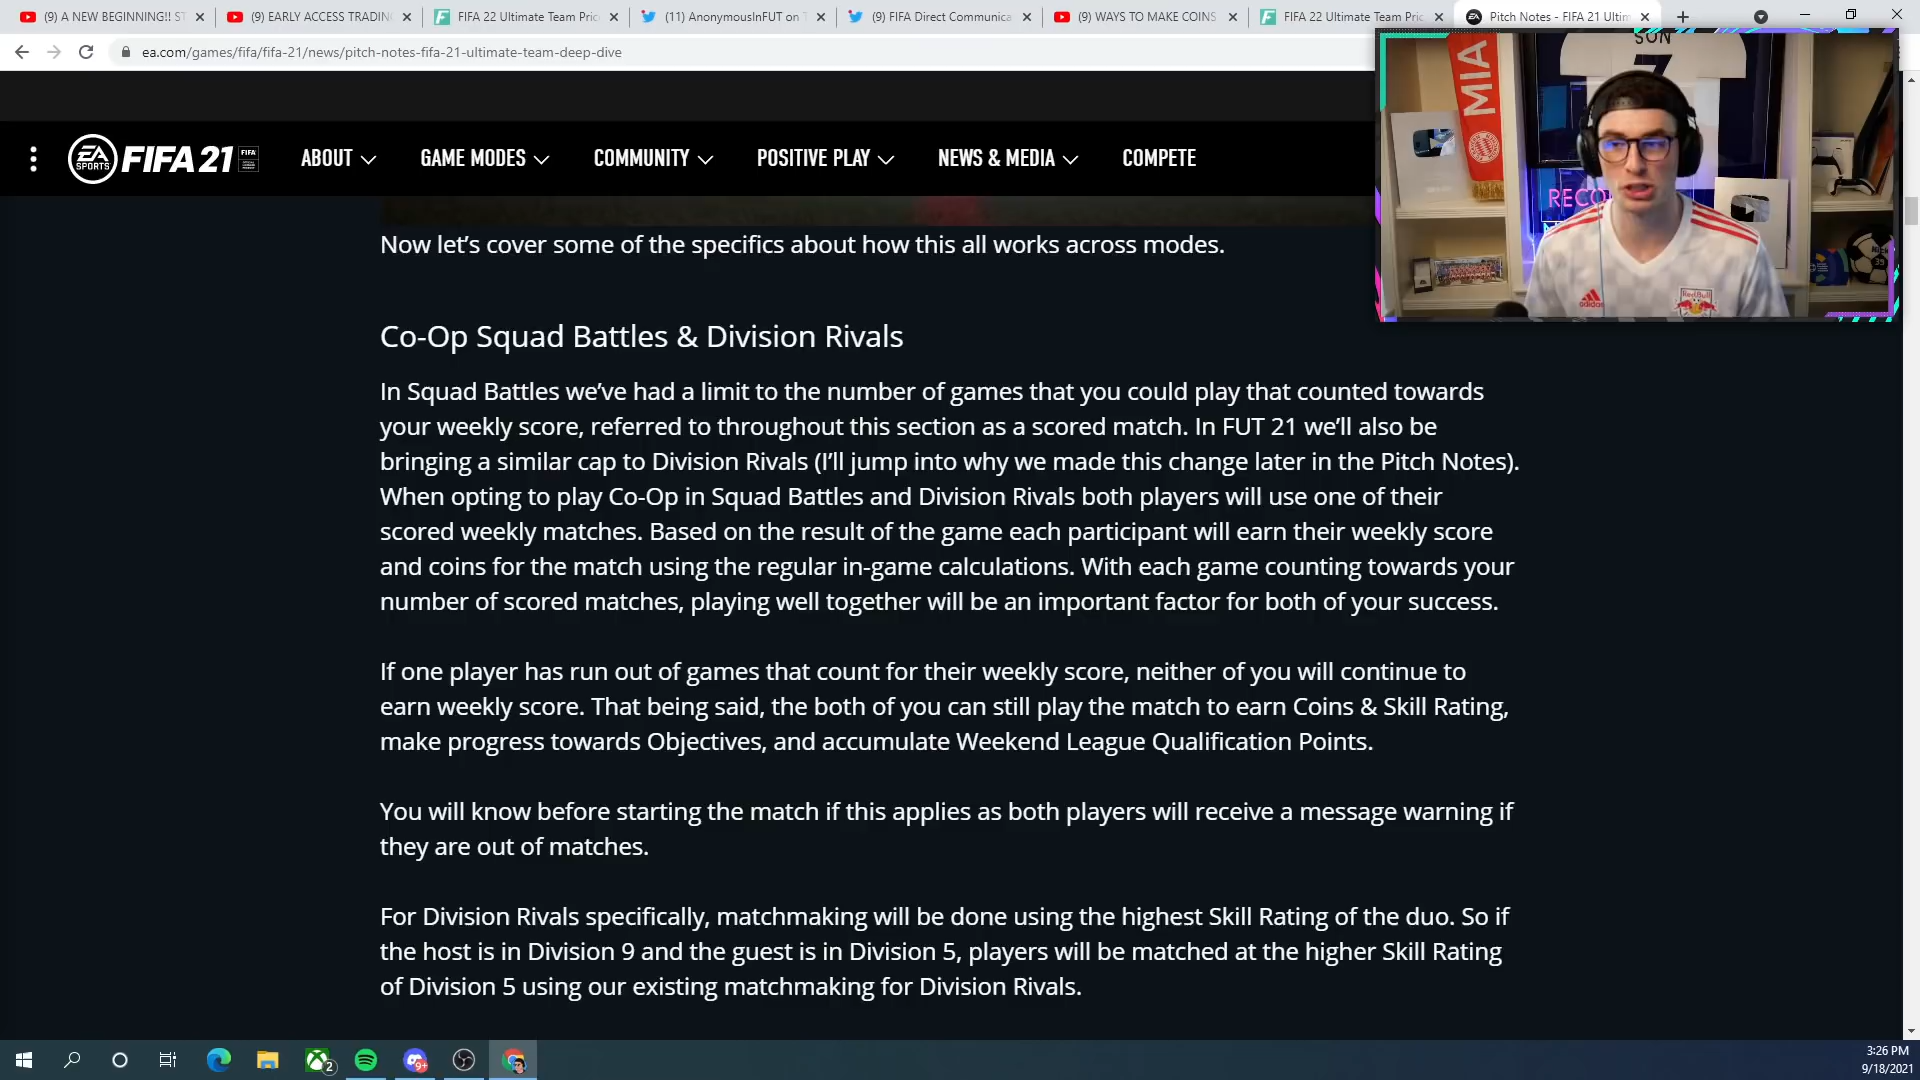 (9) A NEW BEGINNING!! ST
(9) EARLY ACCESS TRADIN
FIFA 22 Ultimate Team Pric
(11) AnonymousInFUT on T
(9) FIFA Direct Communica
(9) WAYS TO MAKE COINS
FIFA 22 Ultimate Team Pric
Pitch Notes - FIFA 21 Ultim
ea.com/games/fifa/fifa-21/news/pitch-notes-fifa-21-ultimate-team-deep-dive
SON
7
MIA
RECO
adidas
RedBull
EA SPORTS FIFA 21 FIFA
ABOUT GAME MODES COMMUNITY POSITIVE PLAY NEWS & MEDIA COMPETE
Now let’s cover some of the specifics about how this all works across modes.
Co-Op Squad Battles & Division Rivals
In Squad Battles we’ve had a limit to the number of games that you could play that counted towards
your weekly score, referred to throughout this section as a scored match. In FUT 21 we’ll also be
bringing a similar cap to Division Rivals (I’ll jump into why we made this change later in the Pitch Notes).
When opting to play Co-Op in Squad Battles and Division Rivals both players will use one of their
scored weekly matches. Based on the result of the game each participant will earn their weekly score
and coins for the match using the regular in-game calculations. With each game counting towards your
number of scored matches, playing well together will be an important factor for both of your success.
If one player has run out of games that count for their weekly score, neither of you will continue to
earn weekly score. That being said, the both of you can still play the match to earn Coins & Skill Rating,
make progress towards Objectives, and accumulate Weekend League Qualification Points.
You will know before starting the match if this applies as both players will receive a message warning if
they are out of matches.
For Division Rivals specifically, matchmaking will be done using the highest Skill Rating of the duo. So if
the host is in Division 9 and the guest is in Division 5, players will be matched at the higher Skill Rating
of Division 5 using our existing matchmaking for Division Rivals.
2
9+
3:26 PM
9/18/2021